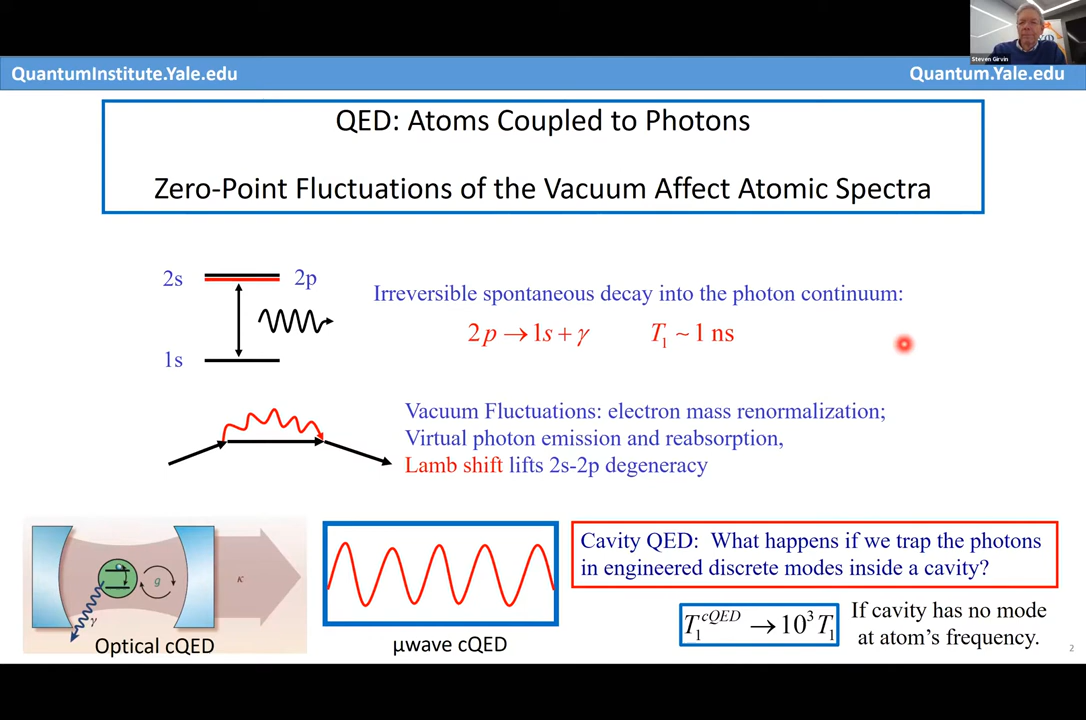 Steven Girvin
QuantumInstitute.Yale.edu
Quantum.Yale.edu
QED: Atoms Coupled to Photons
Zero-Point Fluctuations of the Vacuum Affect Atomic Spectra
2s
2p
1s
Irreversible spontaneous decay into the photon continuum:
2p → 1s + γ
T₁ ~ 1 ns
Vacuum Fluctuations: electron mass renormalization;
Virtual photon emission and reabsorption,
Lamb shift lifts 2s-2p degeneracy
g
κ
γ
Optical cQED
μwave cQED
Cavity QED: What happens if we trap the photons
in engineered discrete modes inside a cavity?
T₁^cQED → 10³ T₁
If cavity has no mode
at atom's frequency.
2